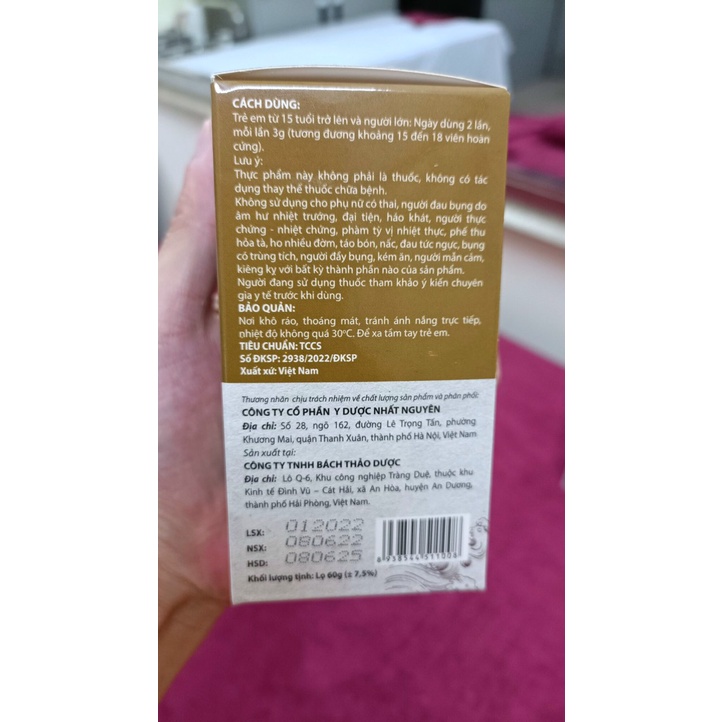 CÁCH DÙNG:
Trẻ em từ 15 tuổi trở lên và người lớn: Ngày dùng 2 lần,
mỗi lần 3g (tương đương khoảng 15 đến 18 viên hoàn
cứng).
Lưu ý:
Thực phẩm này không phải là thuốc, không có tác
dụng thay thế thuốc chữa bệnh.
Không sử dụng cho phụ nữ có thai, người đau bụng do
âm hư nhiệt trướng, đại tiện, háo khát, người thực
chứng - nhiệt chứng, phàm tỳ vị nhiệt thực, phế thu
hỏa tà, ho nhiều đờm, táo bón, nấc, đau tức ngực, bụng
có trùng tích, người đầy bụng, kém ăn, người mẫn cảm,
kiêng kỵ với bất kỳ thành phần nào của sản phẩm.
Người đang sử dụng thuốc tham khảo ý kiến chuyên
gia y tế trước khi dùng.
BẢO QUẢN:
Nơi khô ráo, thoáng mát, tránh ánh nắng trực tiếp,
nhiệt độ không quá 30°C. Để xa tầm tay trẻ em.
TIÊU CHUẨN: TCCS
Số ĐKSP: 2938/2022/ĐKSP
Xuất xứ: Việt Nam
Thương nhân chịu trách nhiệm về chất lượng sản phẩm và phân phối:
CÔNG TY CỔ PHẦN Y DƯỢC NHẤT NGUYÊN
Địa chỉ: Số 28, ngõ 162, đường Lê Trọng Tấn, phường
Khương Mai, quận Thanh Xuân, thành phố Hà Nội, Việt Nam
Sản xuất tại:
CÔNG TY TNHH BÁCH THẢO DƯỢC
Địa chỉ: Lô Q-6, Khu công nghiệp Tràng Duệ, thuộc khu
Kinh tế Đình Vũ – Cát Hải, xã An Hòa, huyện An Dương,
thành phố Hải Phòng, Việt Nam.
LSX: 012022
NSX: 080622
HSD: 080625
8 938544 511008
Khối lượng tịnh: Lọ 60g (± 7,5%)